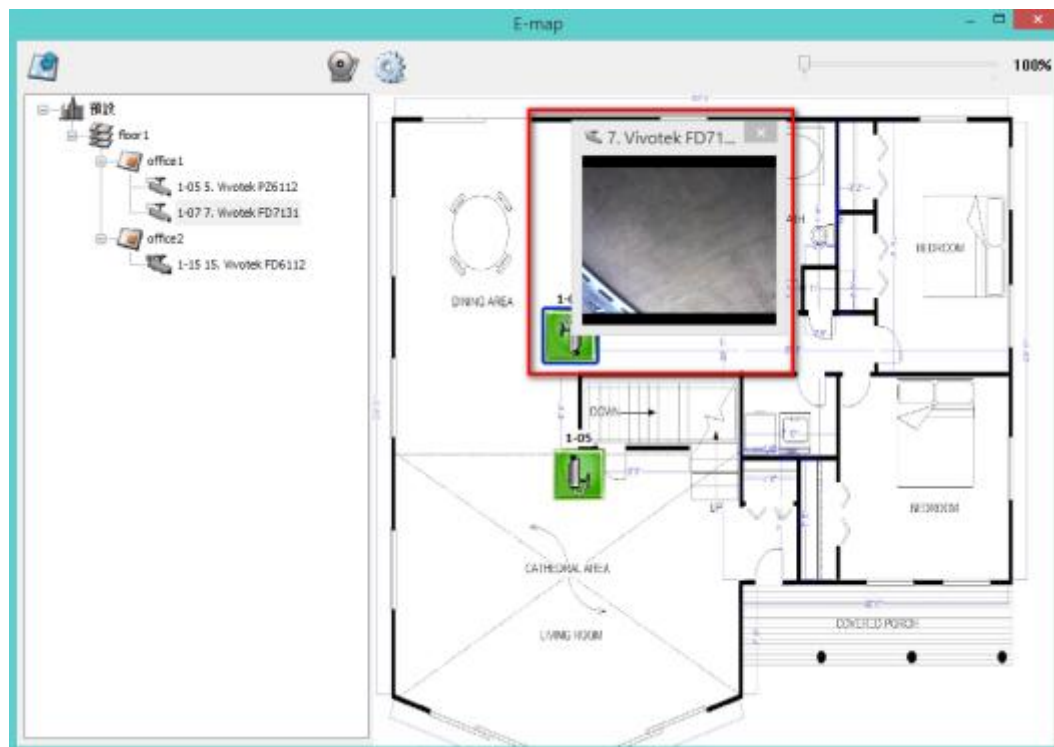 E-map
100%
預設
floor1
office1
1-05 5. Vivotek PZ6112
1-07 7. Vivotek FD7131
office2
1-15 15. Vivotek FD6112
7. Vivotek FD71...
BEDROOM
DINING AREA
DOWN
1-05
UP
BEDROOM
CATHEDRAL AREA
LIVING ROOM
COVERED PORCH